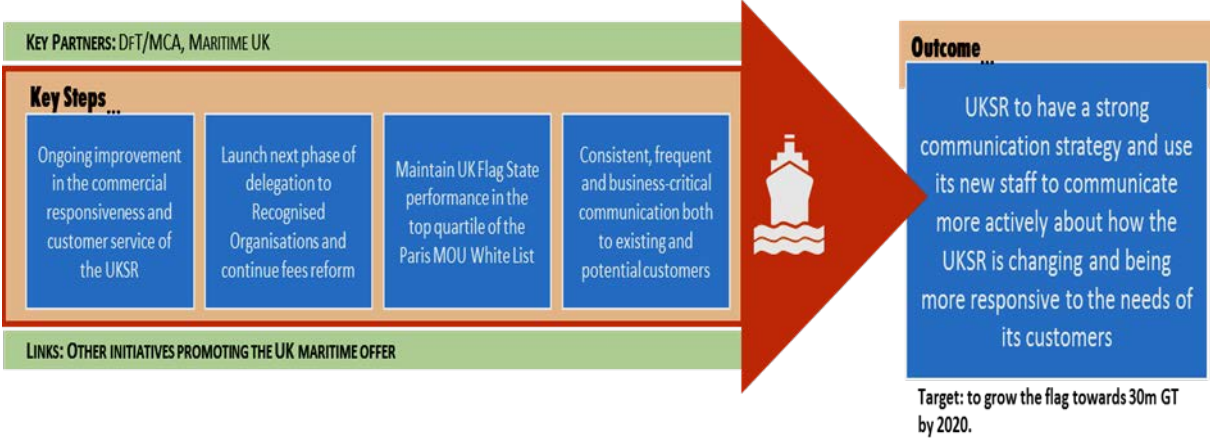 KEY PARTNERS: DFT/MCA, MARITIME UK
Key Steps...
Ongoing improvement
in the commercial
responsiveness and
customer service of
the UKSR
Launch next phase of
delegation to
Recognised
Organisations and
continue fees reform
Maintain UK Flag State
performance in the
top quartile of the
Paris MOU White List
Consistent, frequent
and business-critical
communication both
to existing and
potential customers
LINKS: OTHER INITIATIVES PROMOTING THE UK MARITIME OFFER
Outcome...
UKSR to have a strong
communication strategy and use
its new staff to communicate
more actively about how the
UKSR is changing and being
more responsive to the needs of
its customers
Target: to grow the flag towards 30m GT
by 2020.